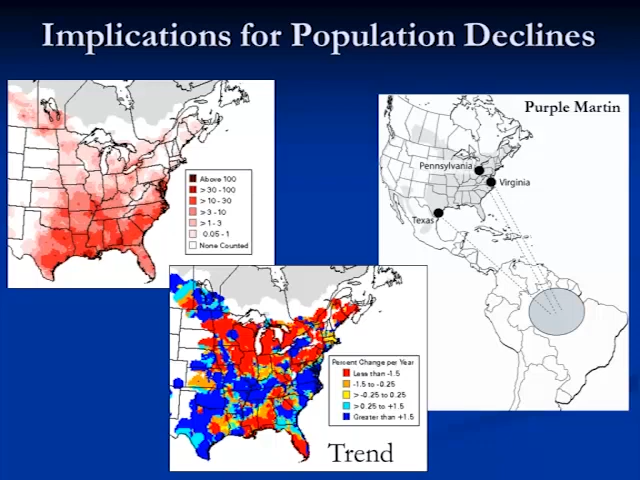 Implications for Population Declines
Above 100
> 30 - 100
> 10 - 30
> 3 - 10
> 1 - 3
0.05 - 1
None Counted
Purple Martin
Pennsylvania
Virginia
Texas
Percent Change per Year
Less than -1.5
-1.5 to -0.25
> -0.25 to 0.25
> 0.25 to +1.5
Greater than +1.5
Trend